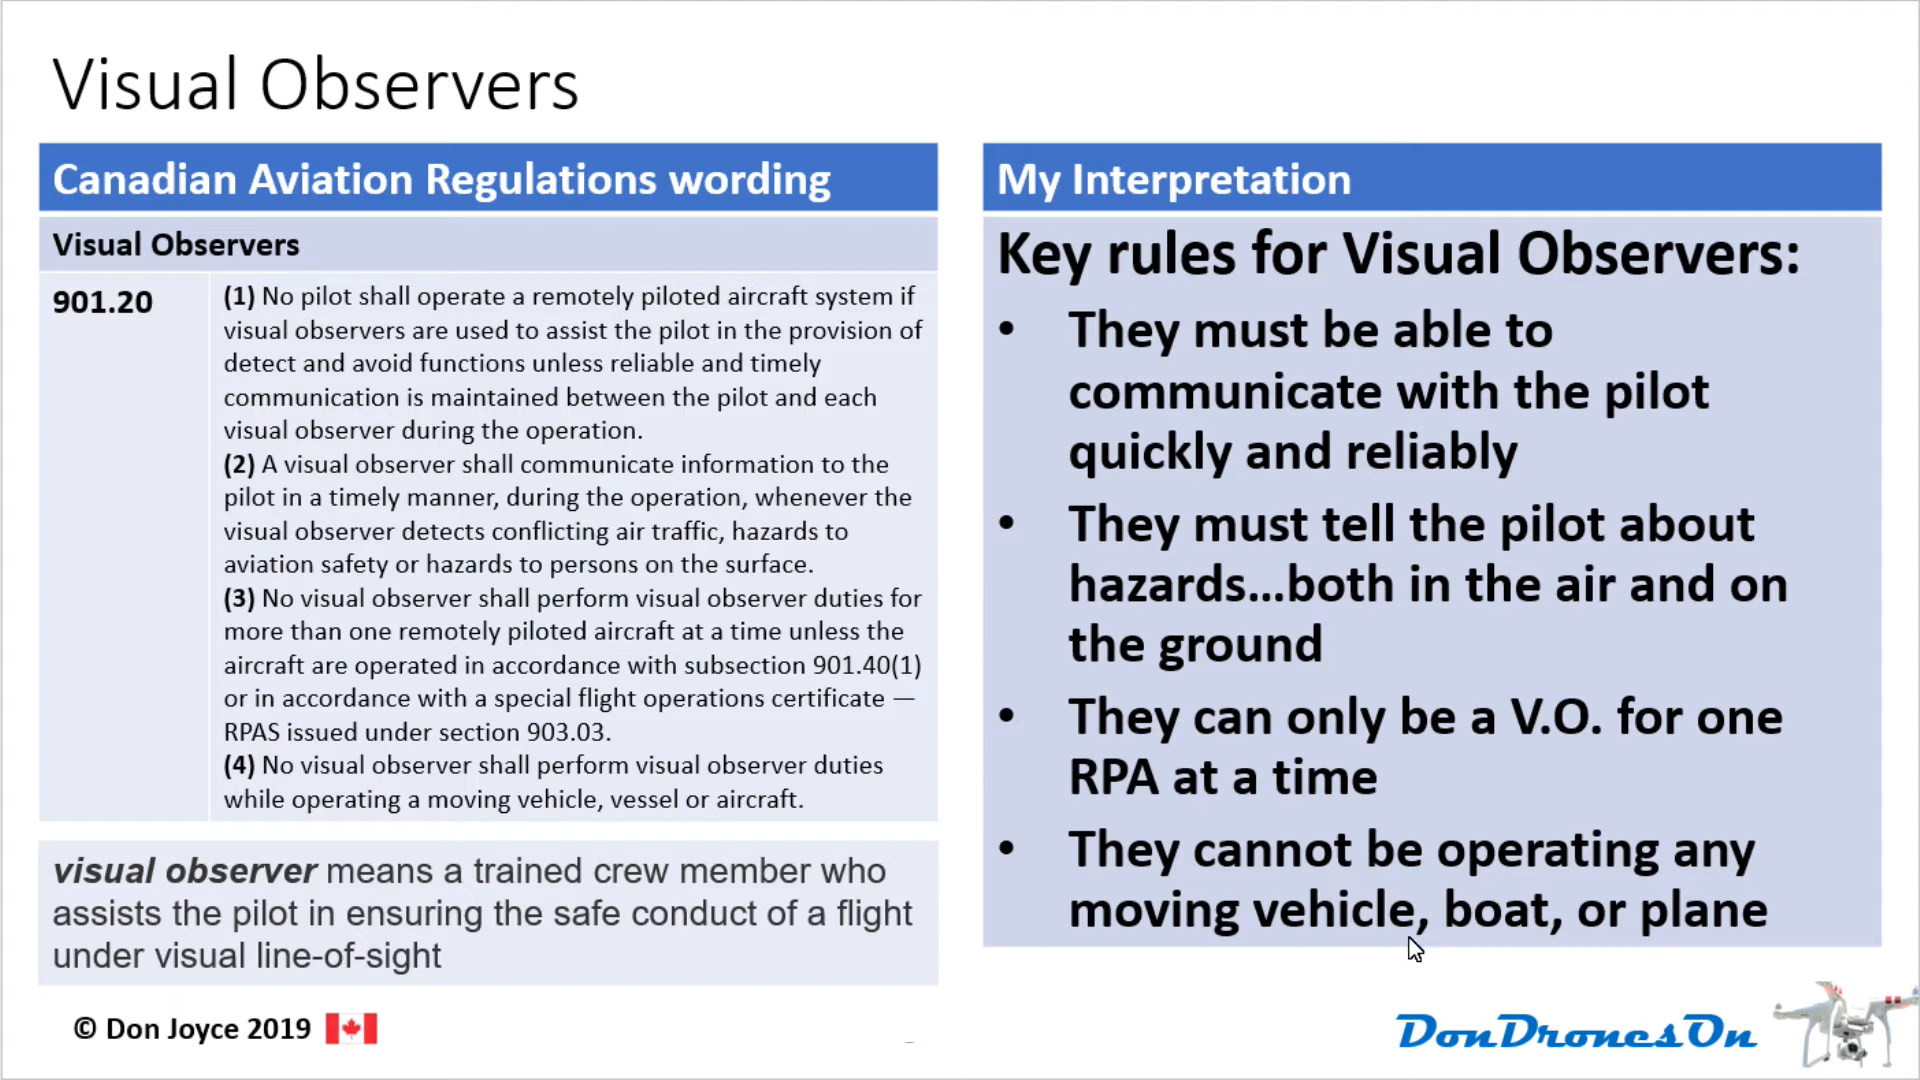 Visual Observers
Canadian Aviation Regulations wording
Visual Observers
901.20
(1) No pilot shall operate a remotely piloted aircraft system if
visual observers are used to assist the pilot in the provision of
detect and avoid functions unless reliable and timely
communication is maintained between the pilot and each
visual observer during the operation.
(2) A visual observer shall communicate information to the
pilot in a timely manner, during the operation, whenever the
visual observer detects conflicting air traffic, hazards to
aviation safety or hazards to persons on the surface.
(3) No visual observer shall perform visual observer duties for
more than one remotely piloted aircraft at a time unless the
aircraft are operated in accordance with subsection 901.40(1)
or in accordance with a special flight operations certificate —
RPAS issued under section 903.03.
(4) No visual observer shall perform visual observer duties
while operating a moving vehicle, vessel or aircraft.
visual observer means a trained crew member who
assists the pilot in ensuring the safe conduct of a flight
under visual line-of-sight
My Interpretation
Key rules for Visual Observers:
• They must be able to
communicate with the pilot
quickly and reliably
• They must tell the pilot about
hazards...both in the air and on
the ground
• They can only be a V.O. for one
RPA at a time
• They cannot be operating any
moving vehicle, boat, or plane
© Don Joyce 2019
DonDronesOn